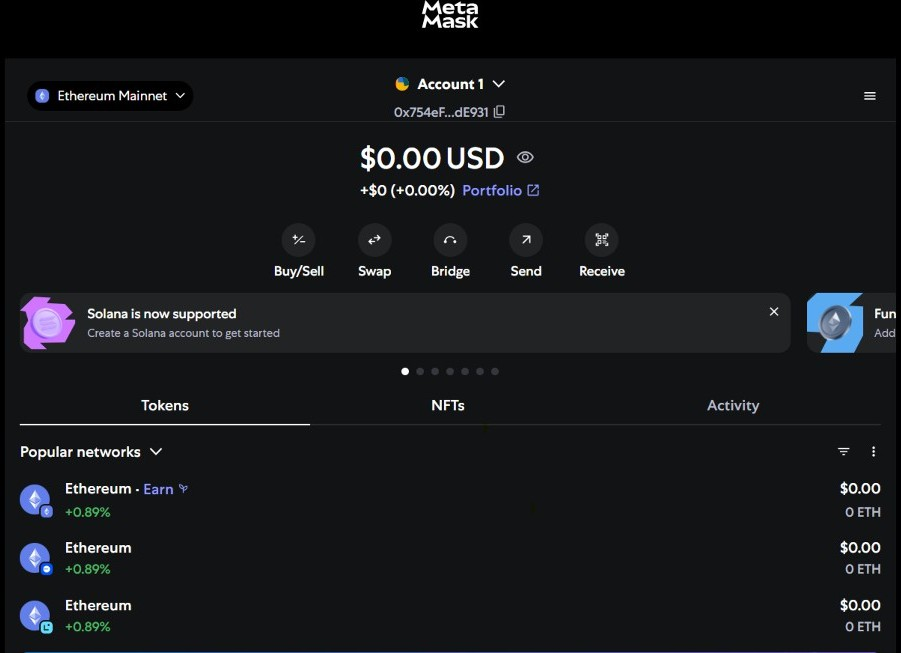 Meta
Mask
Ethereum Mainnet
Account 1
0x754eF...dE931
$0.00 USD
+$0 (+0.00%) Portfolio
Buy/Sell Swap Bridge Send Receive
Solana is now supported
Create a Solana account to get started
Fun
Add
Tokens NFTs Activity
Popular networks
Ethereum • Earn $0.00
+0.89% 0 ETH
Ethereum $0.00
+0.89% 0 ETH
Ethereum $0.00
+0.89% 0 ETH